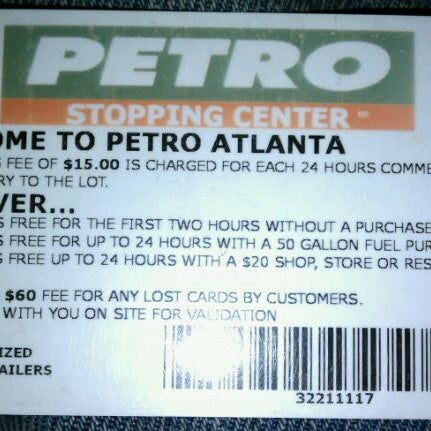 PETRO
STOPPING CENTER
OME TO PETRO ATLANTA
G FEE OF $15.00 IS CHARGED FOR EACH 24 HOURS COMME
RY TO THE LOT.
VER...
S FREE FOR THE FIRST TWO HOURS WITHOUT A PURCHASE
S FREE FOR UP TO 24 HOURS WITH A 50 GALLON FUEL PUR
S FREE UP TO 24 HOURS WITH A $20 SHOP, STORE OR RES
$60 FEE FOR ANY LOST CARDS BY CUSTOMERS.
WITH YOU ON SITE FOR VALIDATION
IZED
AILERS
32211117